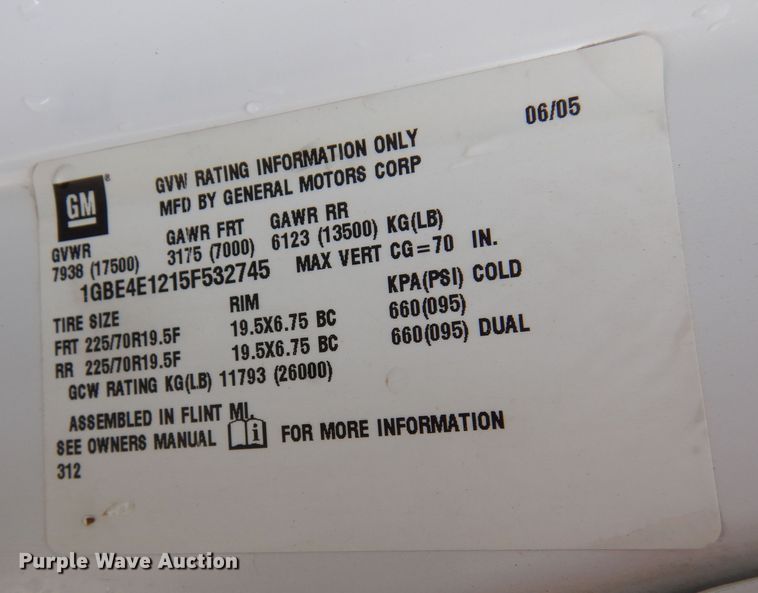 06/05
GM
GVW RATING INFORMATION ONLY
MFD BY GENERAL MOTORS CORP
GVWR GAWR FRT GAWR RR
7938 (17500) 3175 (7000) 6123 (13500) KG(LB)
1GBE4E1215F532745 MAX VERT CG=70 IN.
TIRE SIZE RIM KPA(PSI) COLD
FRT 225/70R19.5F 19.5X6.75 BC 660(095)
RR 225/70R19.5F 19.5X6.75 BC 660(095) DUAL
GCW RATING KG(LB) 11793 (26000)
ASSEMBLED IN FLINT MI.
SEE OWNERS MANUAL i FOR MORE INFORMATION
312
Purple Wave Auction